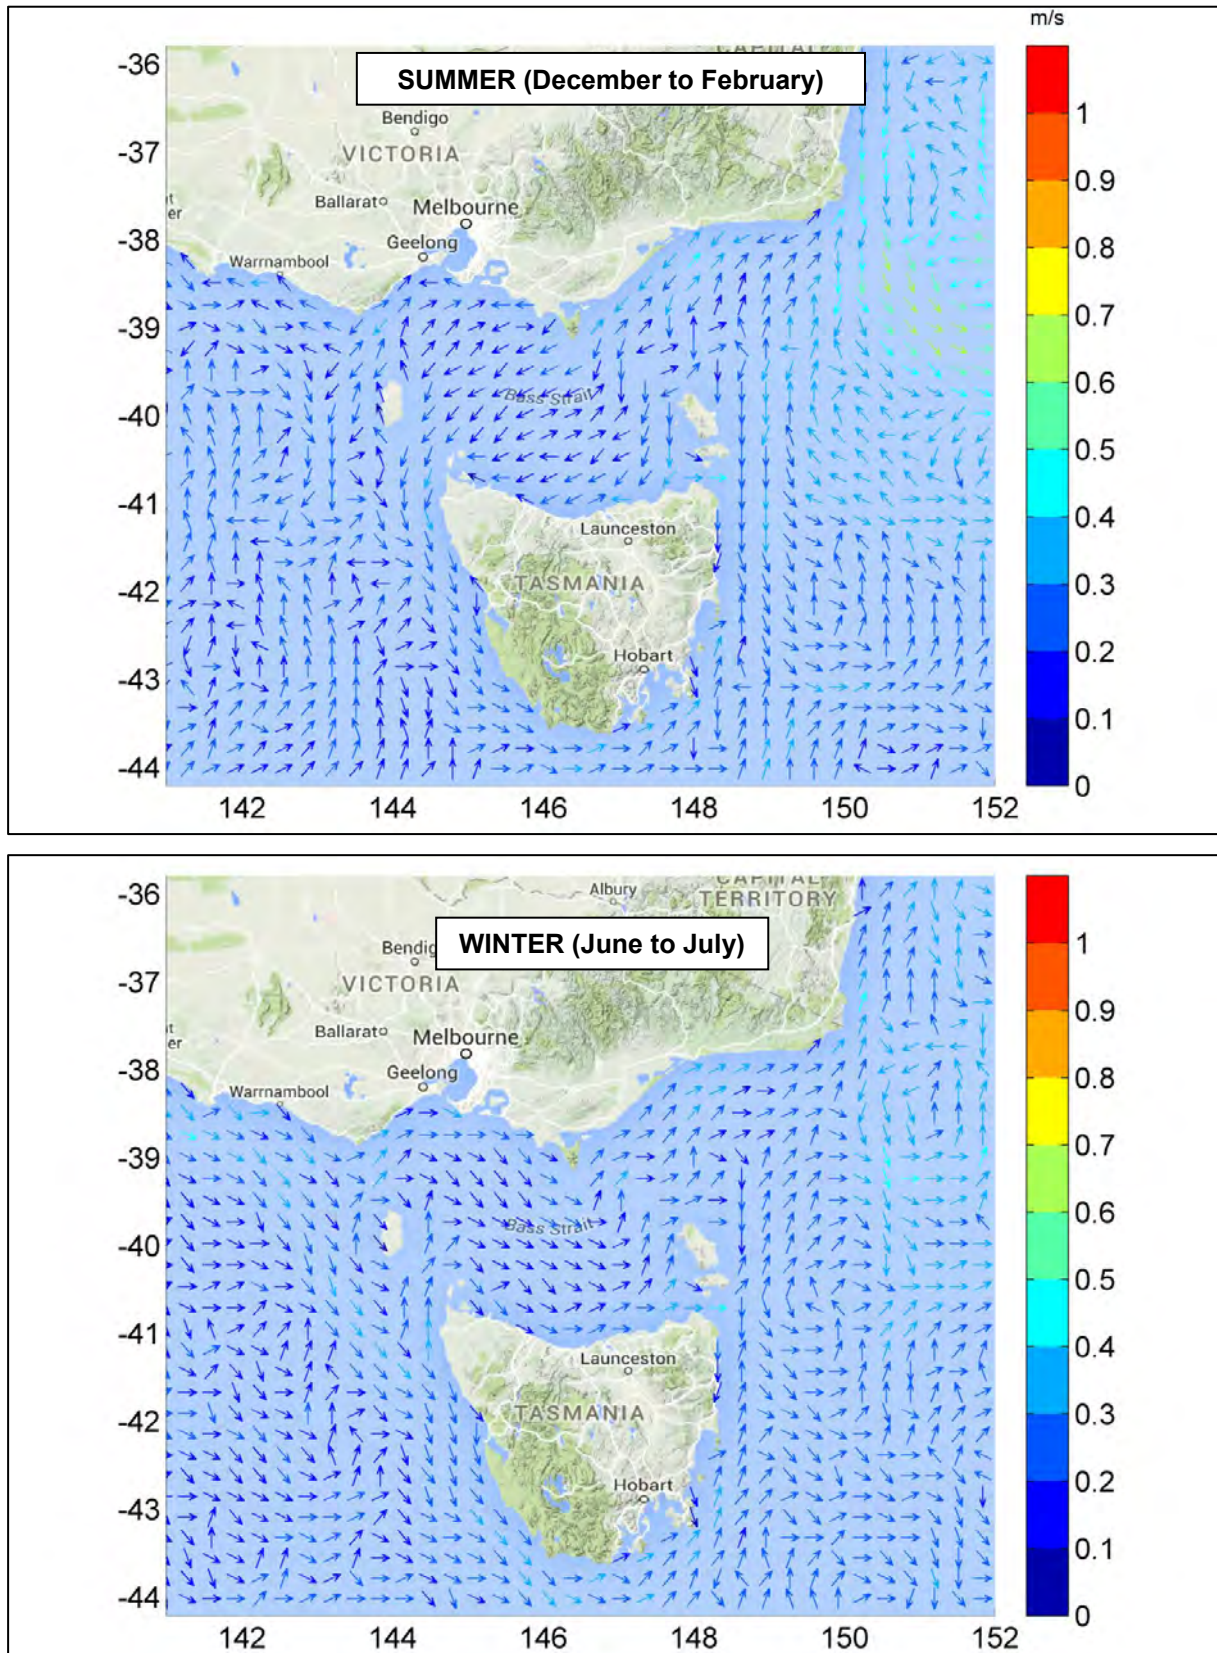 m/s
CAPITAL
SUMMER (December to February)
Bendigo
VICTORIA
Ballarat
Melbourne
Geelong
Warrnambool
er
Bass Strait
Launceston
TASMANIA
Hobart
-36
-37
-38
-39
-40
-41
-42
-43
-44
142
144
146
148
150
152
1
0.9
0.8
0.7
0.6
0.5
0.4
0.3
0.2
0.1
0
CAPITAL
TERRITORY
Albury
WINTER (June to July)
Bendig
VICTORIA
Ballarat
Melbourne
Geelong
Warrnambool
er
Bass Strait
Launceston
TASMANIA
Hobart
-36
-37
-38
-39
-40
-41
-42
-43
-44
142
144
146
148
150
152
1
0.9
0.8
0.7
0.6
0.5
0.4
0.3
0.2
0.1
0